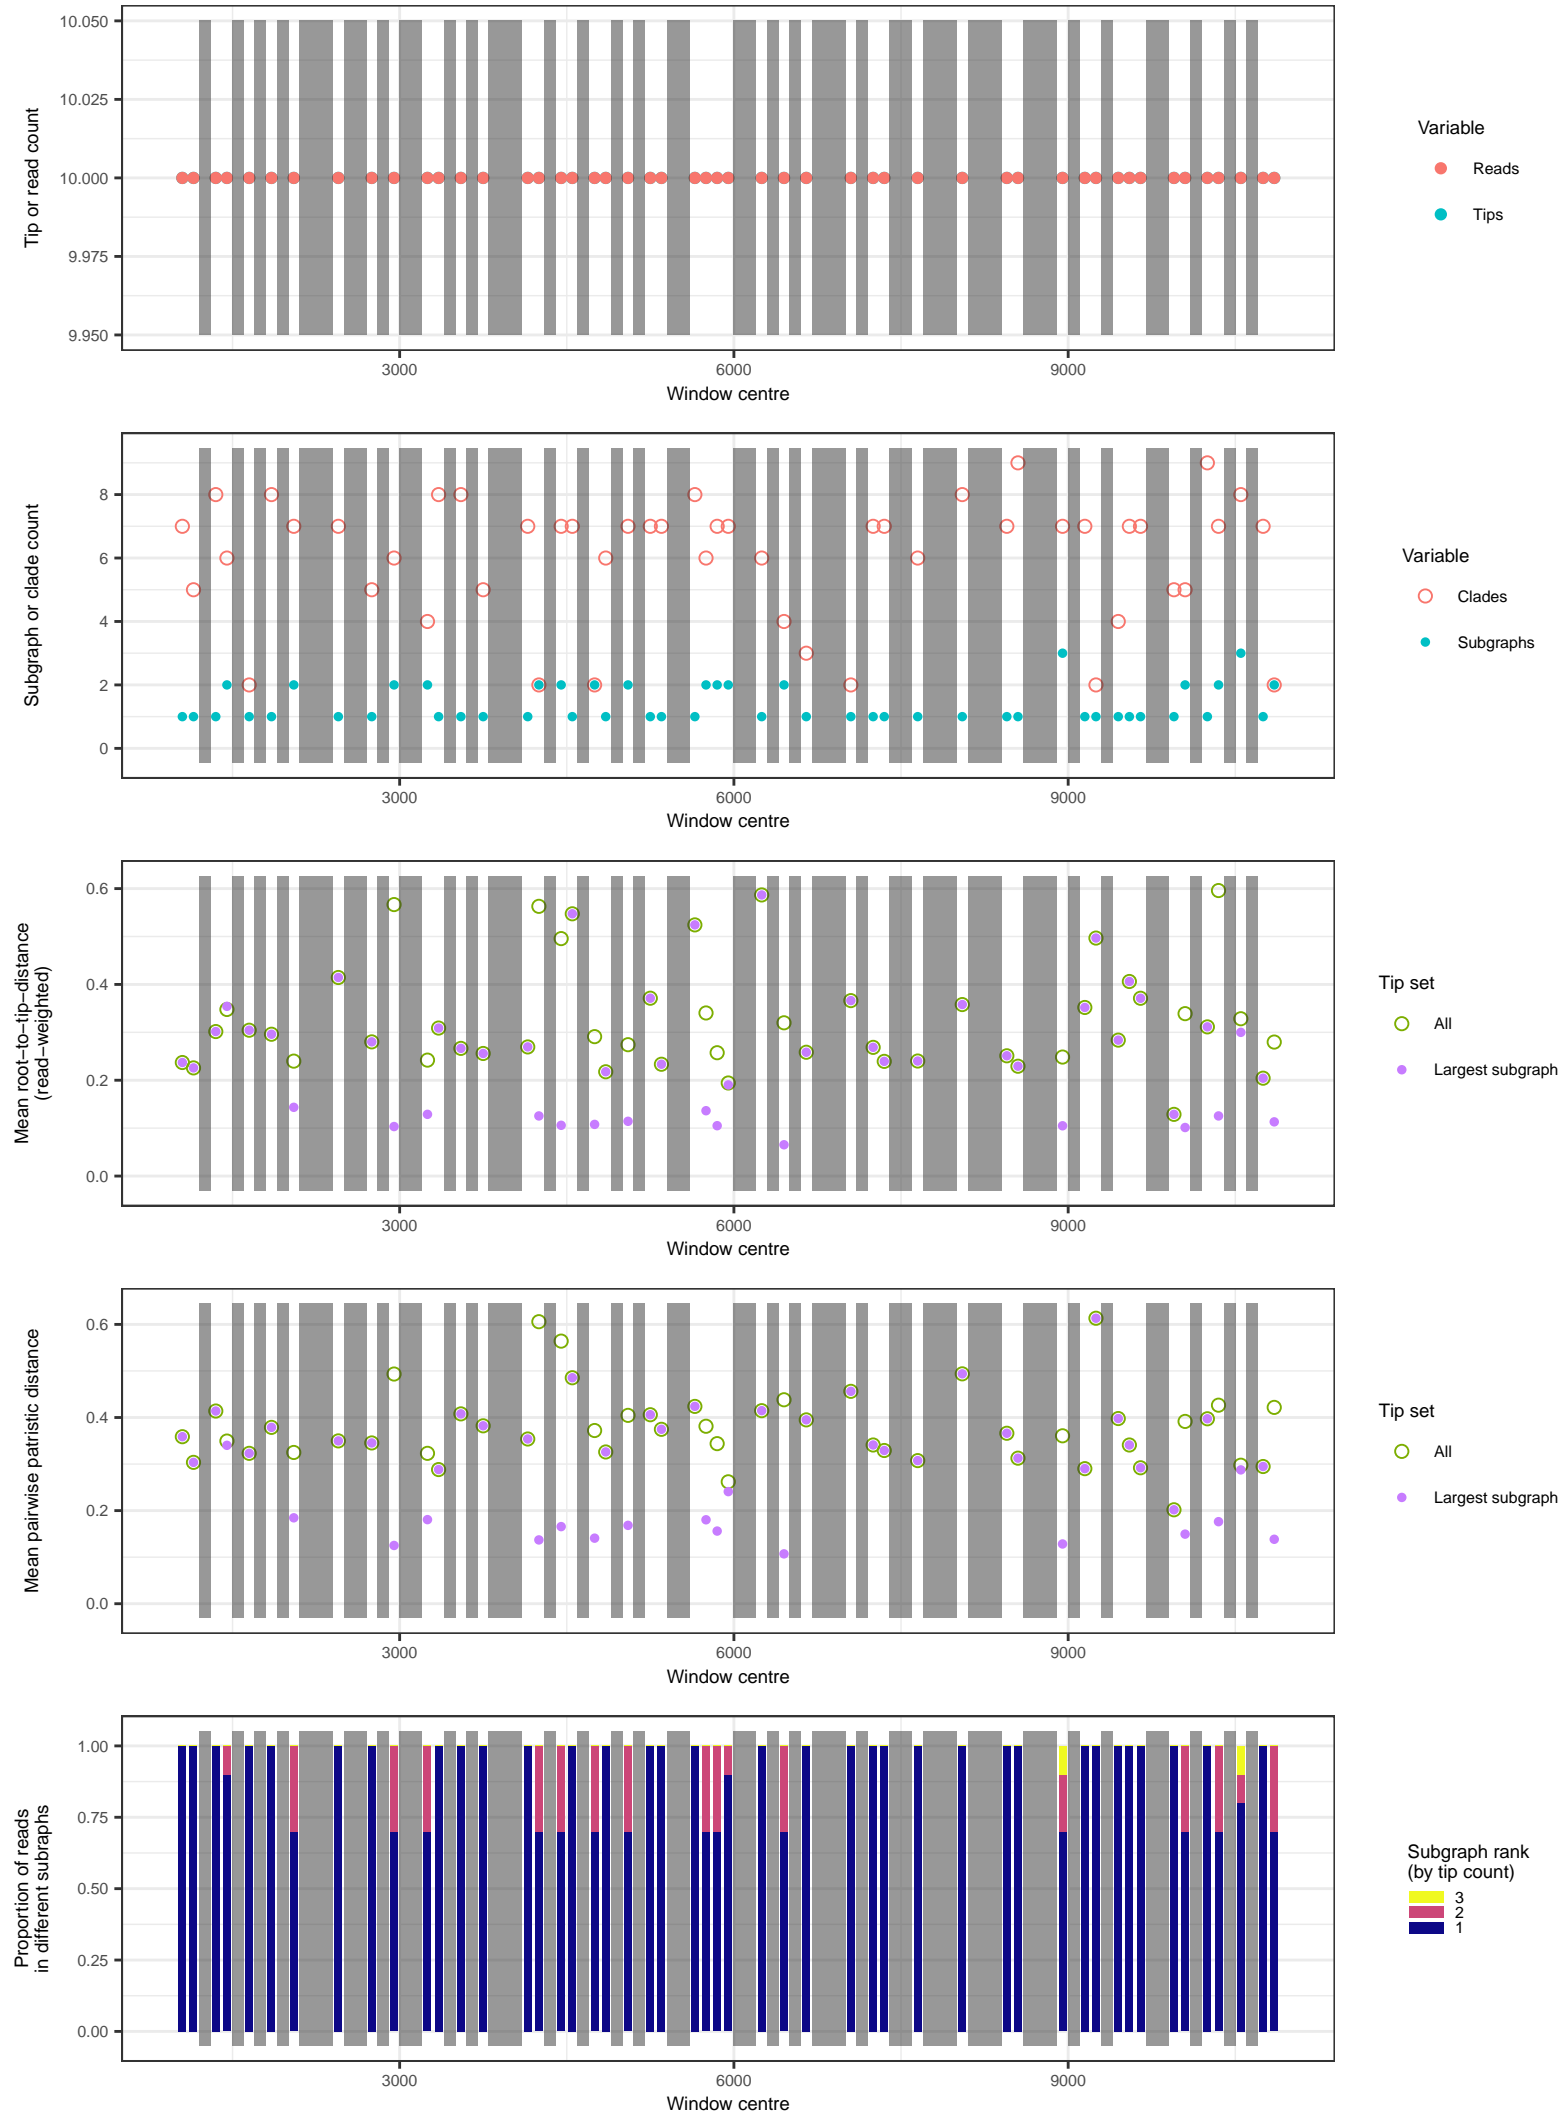 10.050
10.025
10.000
9.975
9.950
Tip or read count
3000 6000 9000
Window centre
Variable
Reads
Tips
8
6
4
2
0
Subgraph or clade count
3000 6000 9000
Window centre
Variable
Clades
Subgraphs
0.6
0.4
0.2
0.0
Mean root−to−tip−distance
(read−weighted)
3000 6000 9000
Window centre
Tip set
All
Largest subgraph
0.6
0.4
0.2
0.0
Mean pairwise patristic distance
3000 6000 9000
Window centre
Tip set
All
Largest subgraph
1.00
0.75
0.50
0.25
0.00
Proportion of reads
in different subraphs
3000 6000 9000
Window centre
Subgraph rank
(by tip count)
3
2
1